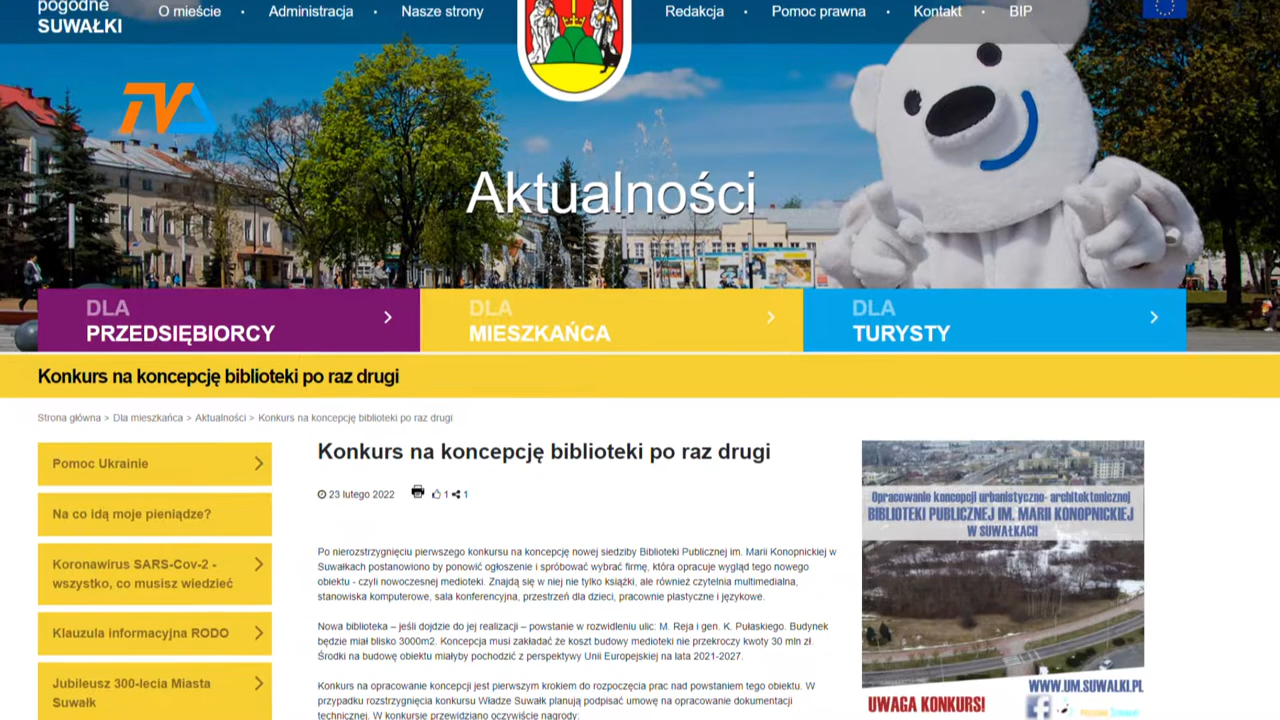 pogodne
SUWAŁKI
O mieście
Administracja
Nasze strony
Redakcja
Pomoc prawna
Kontakt
BIP
TV
Aktualności
DLA
PRZEDSIĘBIORCY
DLA
MIESZKAŃCA
DLA
TURYSTY
Konkurs na koncepcję biblioteki po raz drugi
Strona główna > Dla mieszkańca > Aktualności > Konkurs na koncepcję biblioteki po raz drugi
Pomoc Ukrainie
Na co idą moje pieniądze?
Koronawirus SARS-Cov-2 -
wszystko, co musisz wiedzieć
Klauzula informacyjna RODO
Jubileusz 300-lecia Miasta
Suwałk
Konkurs na koncepcję biblioteki po raz drugi
23 lutego 2022 1 1
Po nierozstrzygnięciu pierwszego konkursu na koncepcję nowej siedziby Biblioteki Publicznej im. Marii Konopnickiej w
Suwałkach postanowiono by ponowić ogłoszenie i spróbować wybrać firmę, która opracuje wygląd tego nowego
obiektu - czyli nowoczesnej medioteki. Znajdą się w niej nie tylko książki, ale również czytelnia multimedialna,
stanowiska komputerowe, sala konferencyjna, przestrzeń dla dzieci, pracownie plastyczne i językowe.
Nowa biblioteka – jeśli dojdzie do jej realizacji – powstanie w rozwidleniu ulic: M. Reja i gen. K. Pułaskiego. Budynek
będzie miał blisko 3000m2. Koncepcja musi zakładać że koszt budowy medioteki nie przekroczy kwoty 30 mln zł.
Środki na budowę obiektu miałyby pochodzić z perspektywy Unii Europejskiej na lata 2021-2027.
Konkurs na opracowanie koncepcji jest pierwszym krokiem do rozpoczęcia prac nad powstaniem tego obiektu. W
przypadku rozstrzygnięcia konkursu Władze Suwałk planują podpisać umowę na opracowanie dokumentacji
technicznej. W konkursie przewidziano oczywiście nagrody:
Opracowanie koncepcji urbanistyczno- architektonicznej
BIBLIOTEKI PUBLICZNEJ IM. MARII KONOPNICKIEJ
W SUWAŁKACH
WWW.UM.SUWALKI.PL
UWAGA KONKURS!